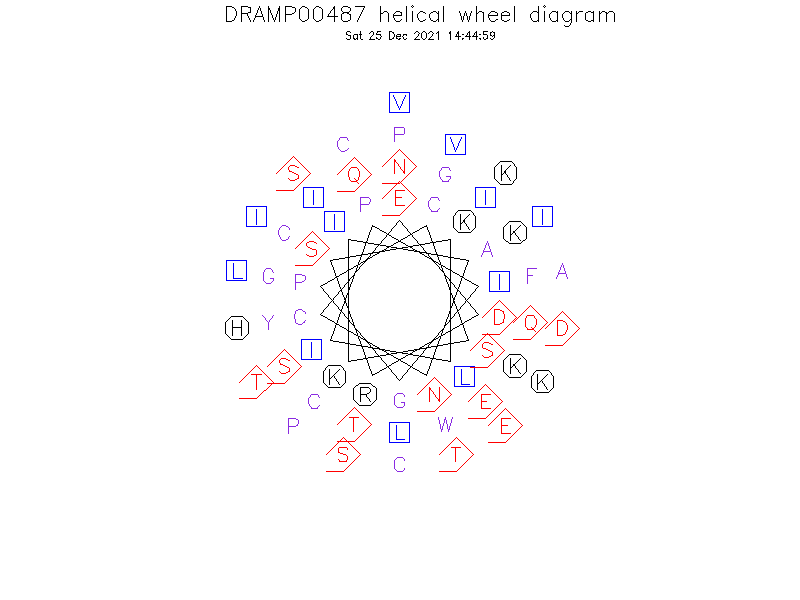 DRAMP00487 helical wheel diagram
Sat 25 Dec 2021 14:44:59
V
P
C V
S Q N G K
I E I
I I P C K K I
C S A
L G P I F A
H Y C D Q D
I S
T S K L K K
C R G N E
P T L W E
S C T